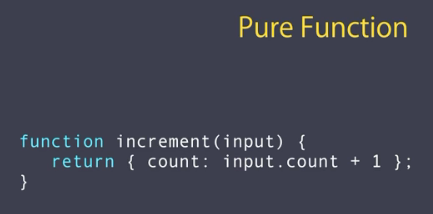 Pure Function
function increment(input) {
   return { count: input.count + 1 };
}